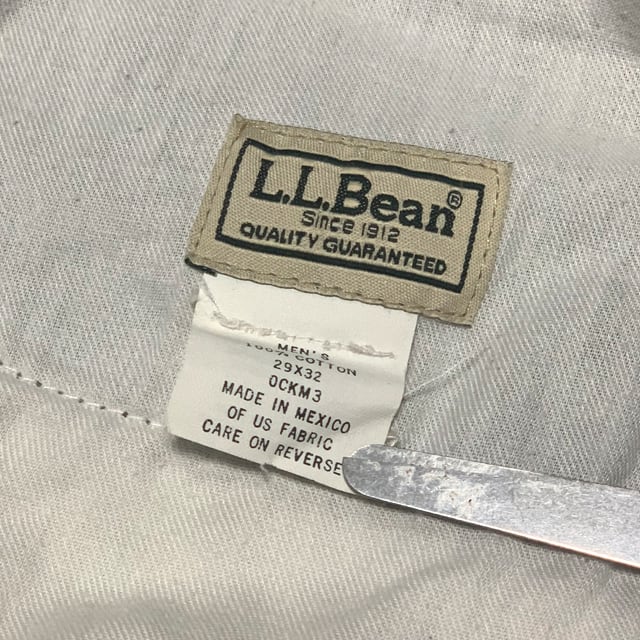 L.L.Bean®
Since 1912
QUALITY GUARANTEED
MEN'S
100% COTTON
29X32
0CKM3
MADE IN MEXICO
OF US FABRIC
CARE ON REVERSE